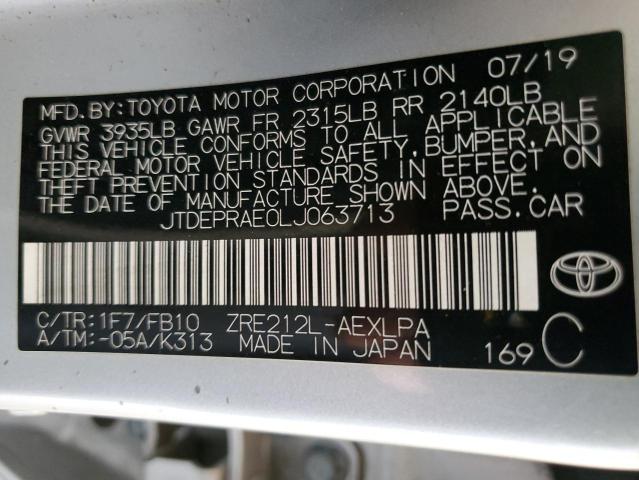 MFD. BY: TOYOTA MOTOR CORPORATION 07/19
GVWR 3935LB GAWR FR 2315LB RR 2140LB
THIS VEHICLE CONFORMS TO ALL APPLICABLE
FEDERAL MOTOR VEHICLE SAFETY, BUMPER, AND
THEFT PREVENTION STANDARDS IN EFFECT ON
THE DATE OF MANUFACTURE SHOWN ABOVE.
JTDEPRAE0LJ063713 PASS. CAR
C/TR: 1F7/FB10 ZRE212L-AEXLPA
A/TM: -05A/K313 MADE IN JAPAN 169 C